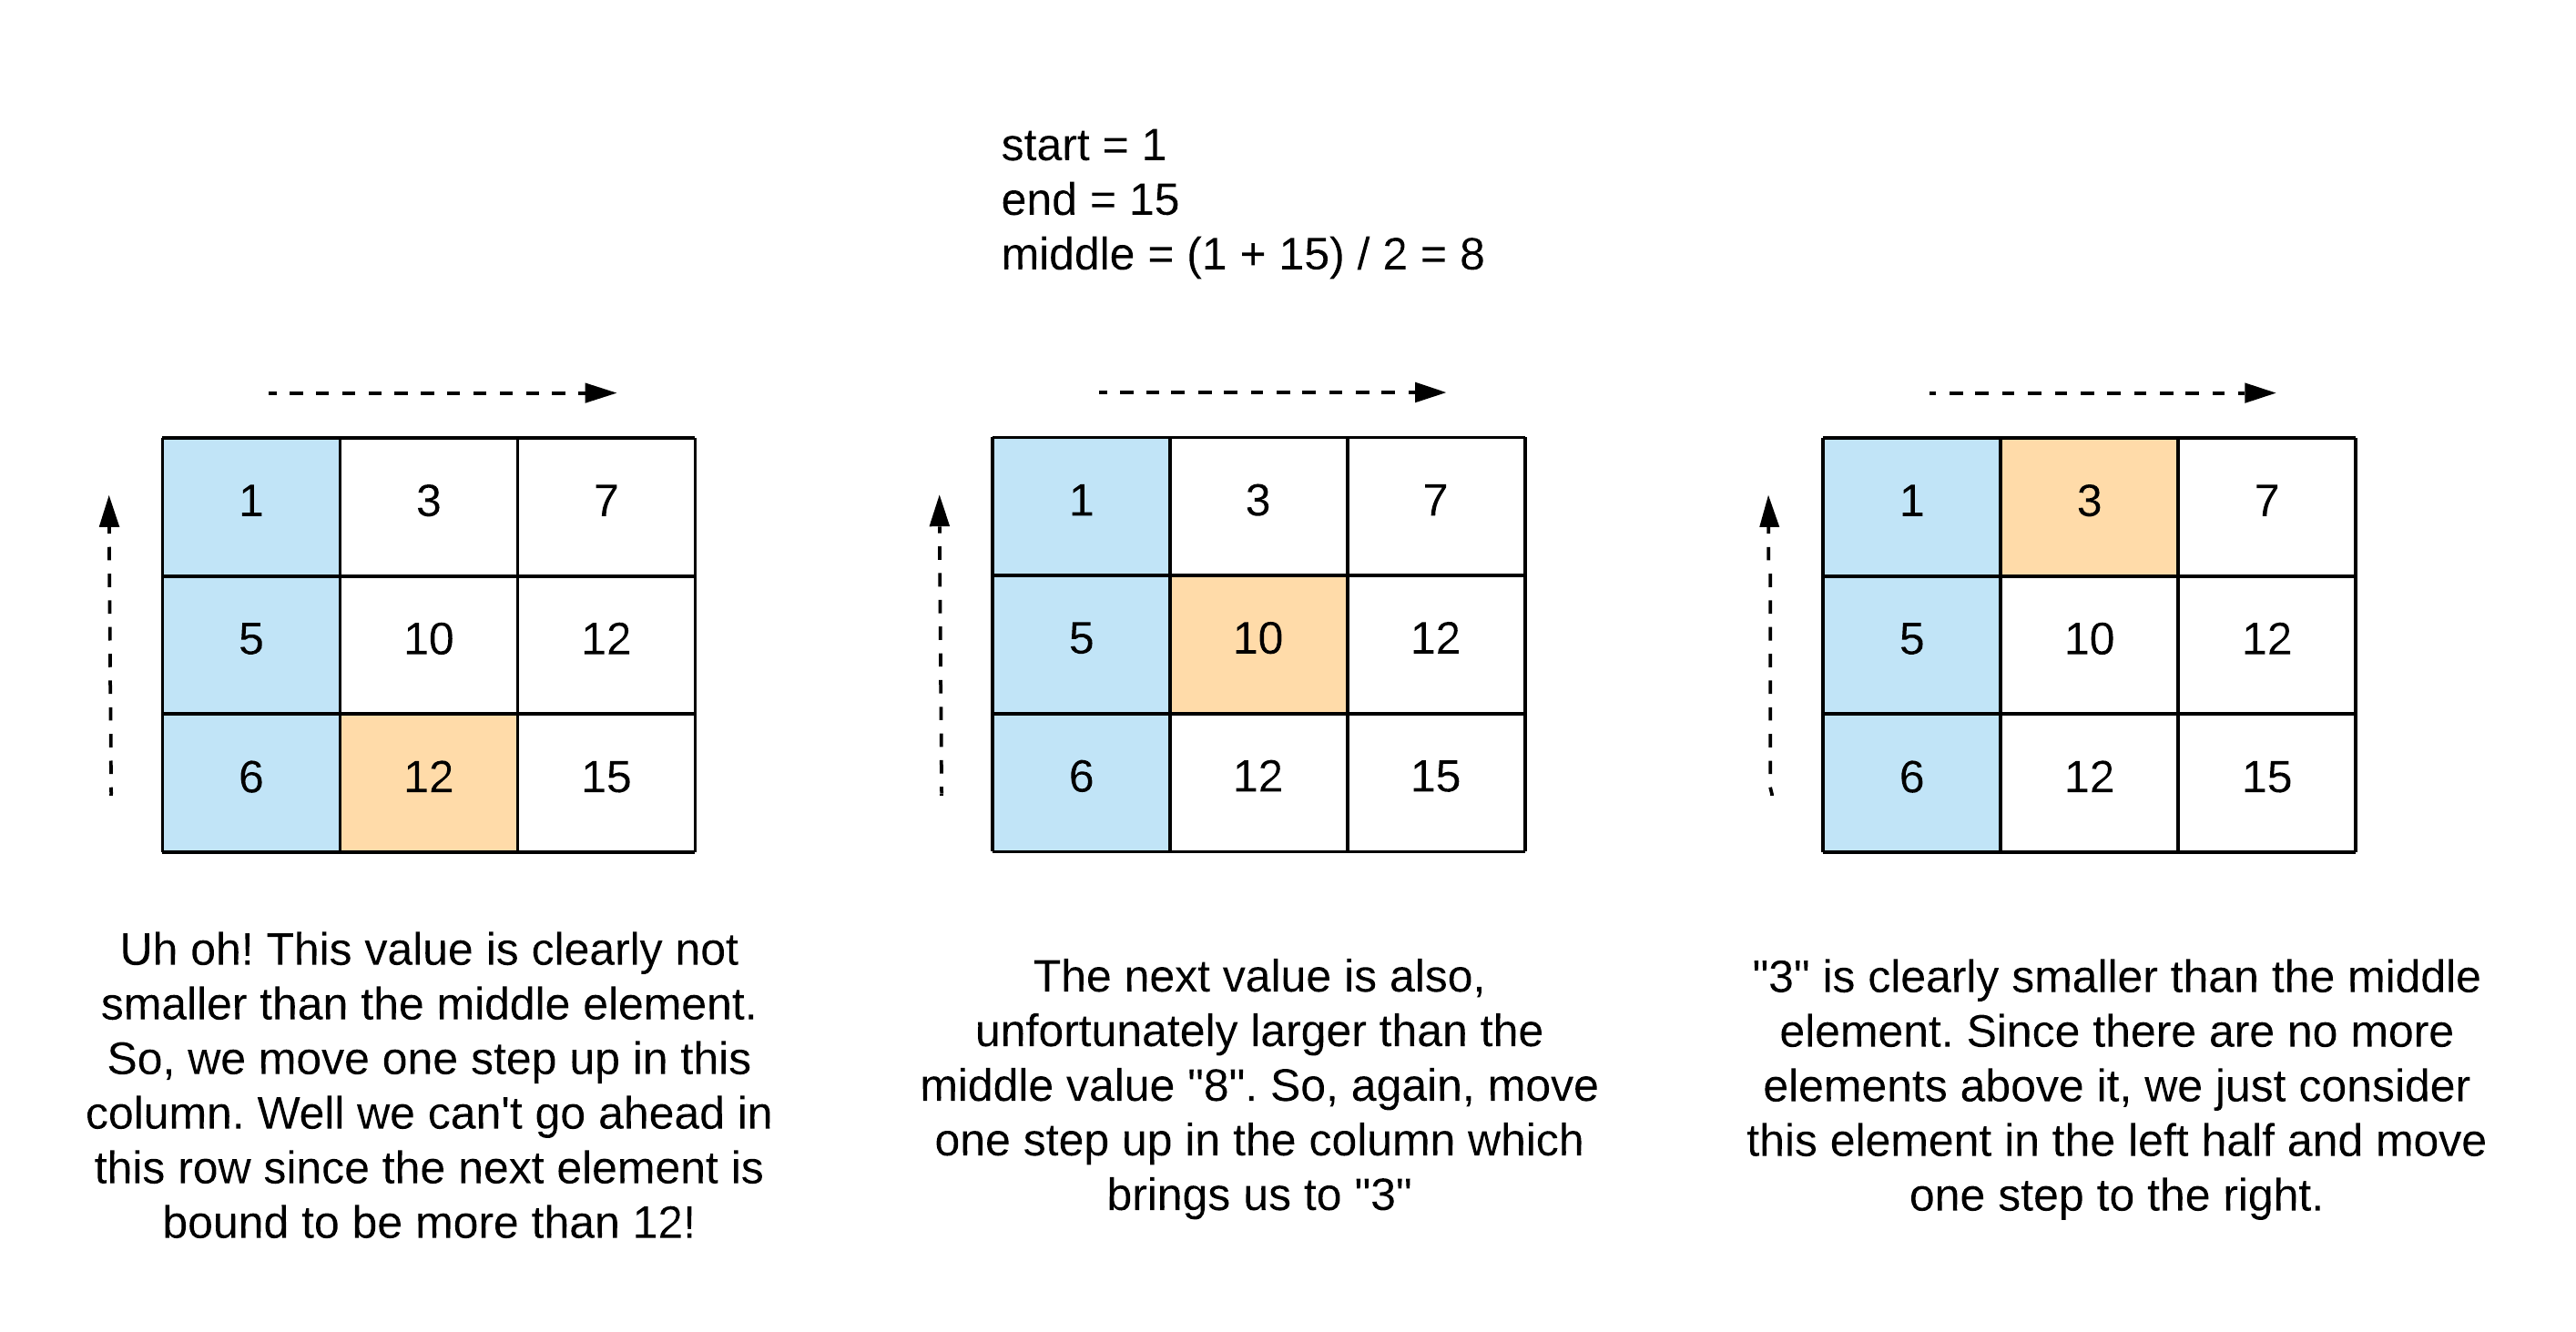 start = 1
end = 15
middle = (1 + 15) / 2 = 8
1 3 7
5 10 12
6 12 15
Uh oh! This value is clearly not
smaller than the middle element.
So, we move one step up in this
column. Well we can't go ahead in
this row since the next element is
bound to be more than 12!
1 3 7
5 10 12
6 12 15
The next value is also,
unfortunately larger than the
middle value "8". So, again, move
one step up in the column which
brings us to "3"
1 3 7
5 10 12
6 12 15
"3" is clearly smaller than the middle
element. Since there are no more
elements above it, we just consider
this element in the left half and move
one step to the right.